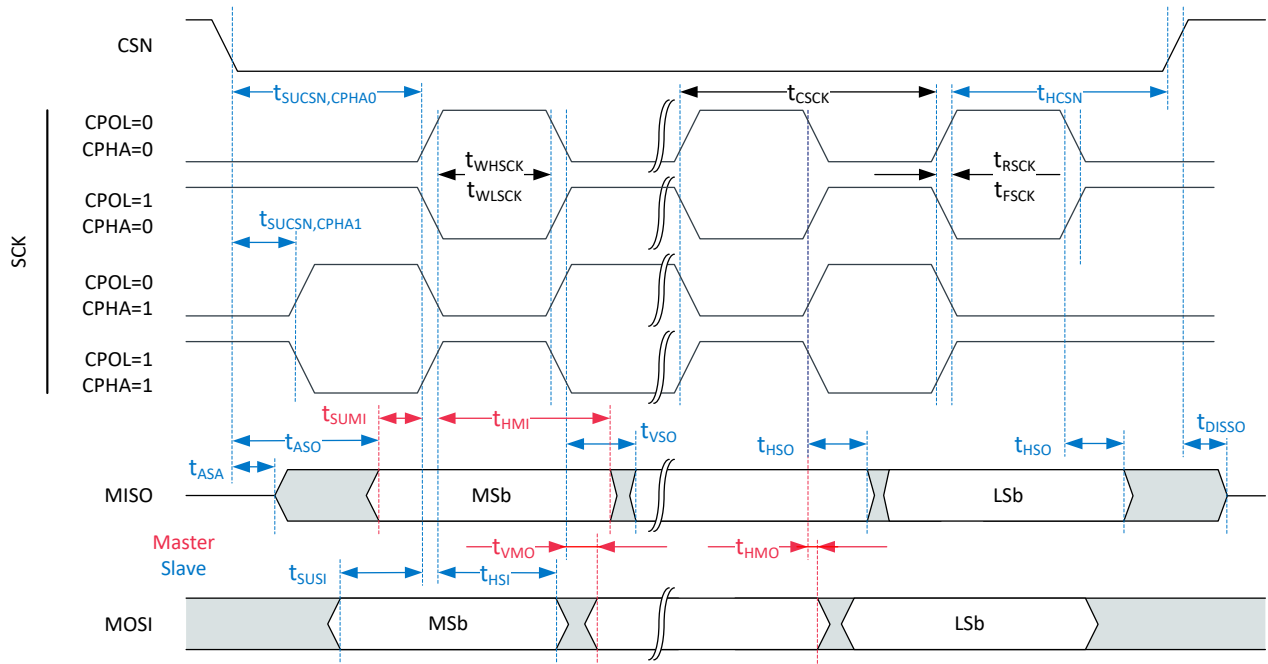 CSN
tSUCSN,CPHA0
tCSCK
tHCSN
SCK
CPOL=0
CPHA=0
tWHSCK
tWLSCK
tRSCK
tFSCK
CPOL=1
CPHA=0
tSUCSN,CPHA1
CPOL=0
CPHA=1
CPOL=1
CPHA=1
tSUMI
tHMI
tVSO
tHSO
tHSO
tDISSO
tASO
tASA
MISO
MSb
LSb
Master
Slave
tVMO
tHMO
tSUSI
tHSI
MOSI
MSb
LSb